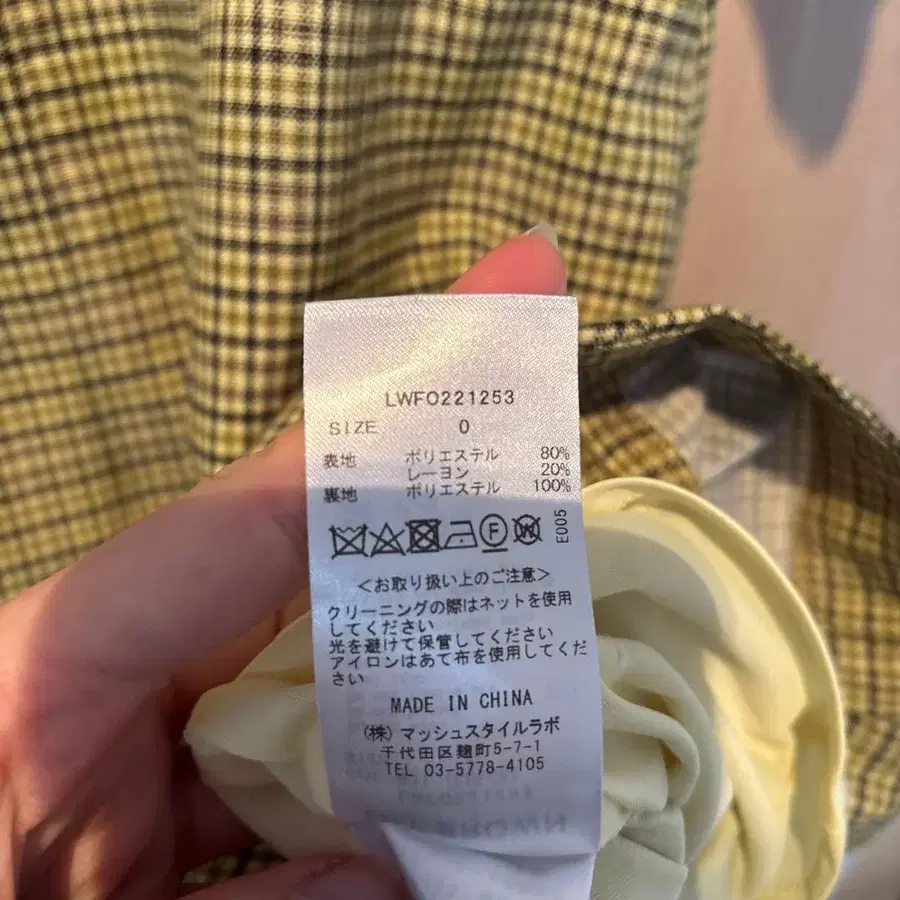 LWFO221253
SIZE 0
表地 ポリエステル 80%
レーヨン 20%
裏地 ポリエステル 100%
F W E005
<お取り扱い上のご注意>
クリーニングの際はネットを使用
してください
光を避けて保管してください
アイロンはあて布を使用してくだ
さい
MADE IN CHINA
(株)マッシュスタイルラボ
千代田区麹町5-7-1
TEL 03-5778-4105